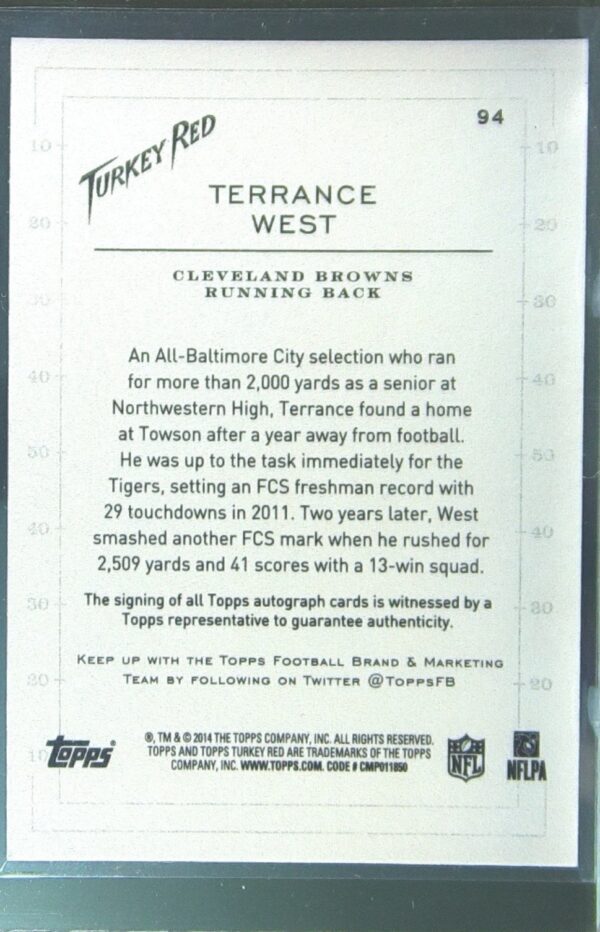 94
TURKEY RED
TERRANCE
WEST
CLEVELAND BROWNS
RUNNING BACK
An All-Baltimore City selection who ran
for more than 2,000 yards as a senior at
Northwestern High, Terrance found a home
at Towson after a year away from football.
He was up to the task immediately for the
Tigers, setting an FCS freshman record with
29 touchdowns in 2011. Two years later, West
smashed another FCS mark when he rushed for
2,509 yards and 41 scores with a 13-win squad.
The signing of all Topps autograph cards is witnessed by a
Topps representative to guarantee authenticity.
KEEP UP WITH THE TOPPS FOOTBALL BRAND & MARKETING
TEAM BY FOLLOWING ON TWITTER @TOPPSFB
topps®
®, TM & © 2014 THE TOPPS COMPANY, INC. ALL RIGHTS RESERVED.
TOPPS AND TOPPS TURKEY RED ARE TRADEMARKS OF THE TOPPS
COMPANY, INC. WWW.TOPPS.COM. CODE # CMP011850
NFL
NFLPA
10 10
20 20
30 30
40 40
50 50
40 40
30 30
20 20
10